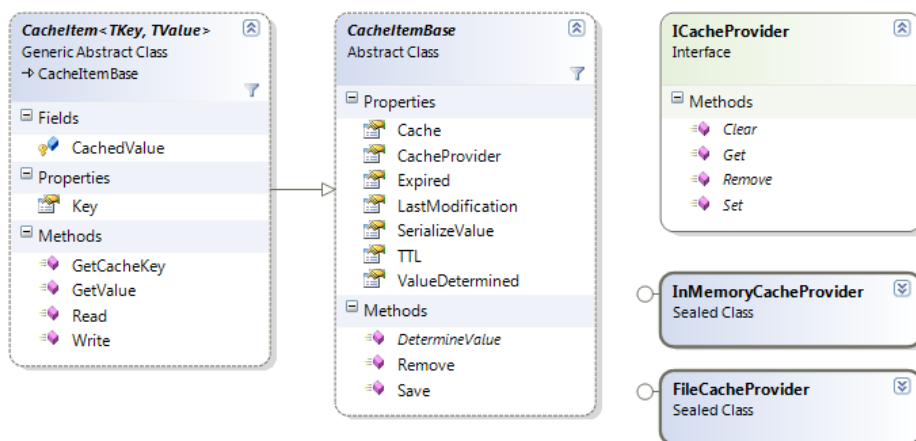 CacheItem<TKey, TValue>
Generic Abstract Class
CacheItemBase
Fields
CachedValue
Properties
Key
Methods
GetCacheKey
GetValue
Read
Write
CacheItemBase
Abstract Class
Properties
Cache
CacheProvider
Expired
LastModification
SerializeValue
TTL
ValueDetermined
Methods
DetermineValue
Remove
Save
ICacheProvider
Interface
Methods
Clear
Get
Remove
Set
InMemoryCacheProvider
Sealed Class
FileCacheProvider
Sealed Class